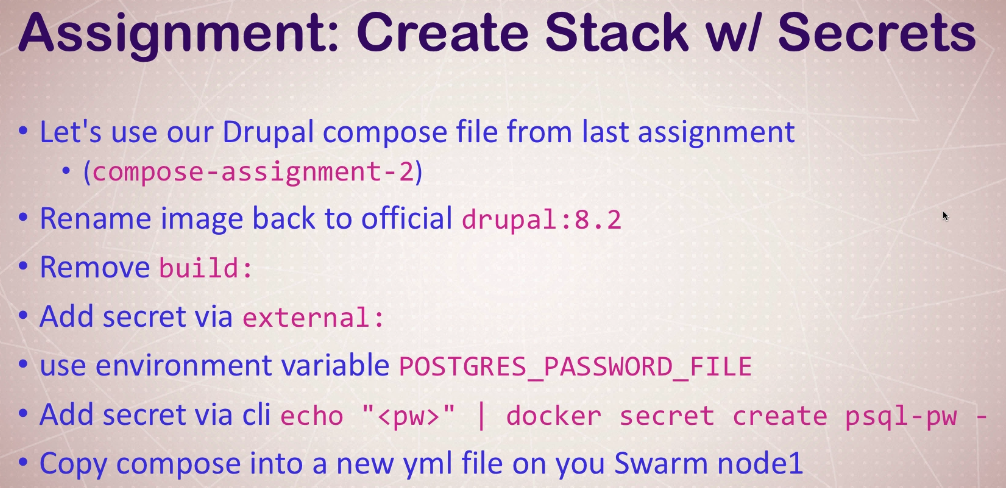 Assignment: Create Stack w/ Secrets
• Let's use our Drupal compose file from last assignment
• (compose-assignment-2)
• Rename image back to official drupal:8.2
• Remove build:
• Add secret via external:
• use environment variable POSTGRES_PASSWORD_FILE
• Add secret via cli echo "<pw>" | docker secret create psql-pw -
• Copy compose into a new yml file on you Swarm node1